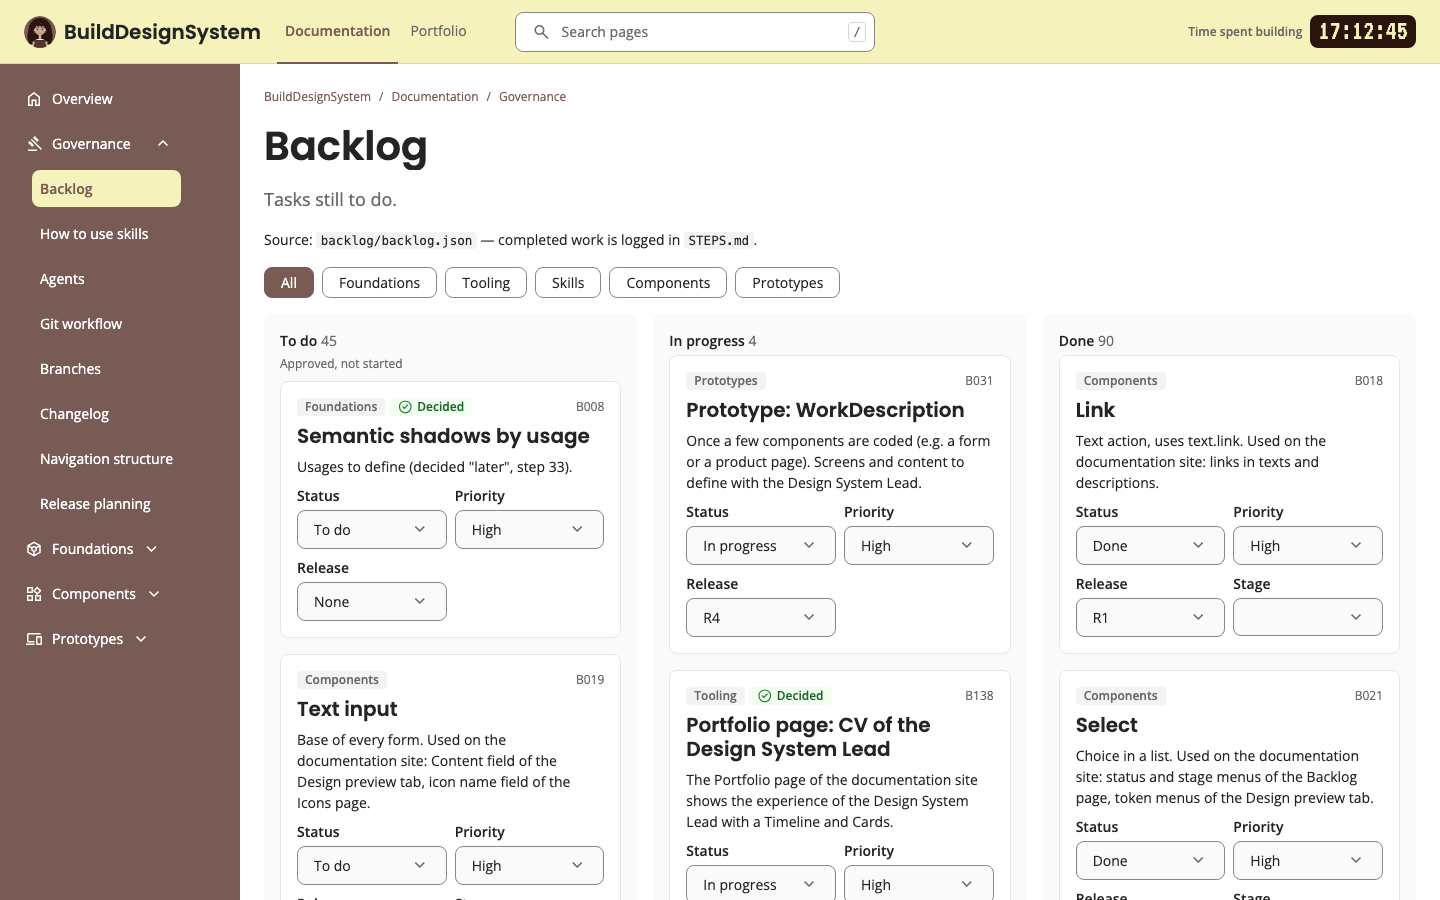 BuildDesignSystem
Documentation
Portfolio
Search pages
/
Time spent building
17:12:45
Overview
Governance
Backlog
How to use skills
Agents
Git workflow
Branches
Changelog
Navigation structure
Release planning
Foundations
Components
Prototypes
BuildDesignSystem / Documentation / Governance
Backlog
Tasks still to do.
Source: backlog/backlog.json — completed work is logged in STEPS.md.
All
Foundations
Tooling
Skills
Components
Prototypes
To do 45
Approved, not started
Foundations
Decided
B008
Semantic shadows by usage
Usages to define (decided "later", step 33).
Status
Priority
To do
High
Release
None
Components
B019
Text input
Base of every form. Used on the
documentation site: Content field of the
Design preview tab, icon name field of the
Icons page.
Status
Priority
To do
High
In progress 4
Prototypes
B031
Prototype: WorkDescription
Once a few components are coded (e.g. a form
or a product page). Screens and content to
define with the Design System Lead.
Status
Priority
In progress
High
Release
R4
Tooling
Decided
B138
Portfolio page: CV of the
Design System Lead
The Portfolio page of the documentation site
shows the experience of the Design System
Lead with a Timeline and Cards.
Status
Priority
In progress
High
Done 90
Components
B018
Link
Text action, uses text.link. Used on the
documentation site: links in texts and
descriptions.
Status
Priority
Done
High
Release
Stage
R1
Components
B021
Select
Choice in a list. Used on the documentation
site: status and stage menus of the Backlog
page, token menus of the Design preview tab.
Status
Priority
Done
High
Release
Stage